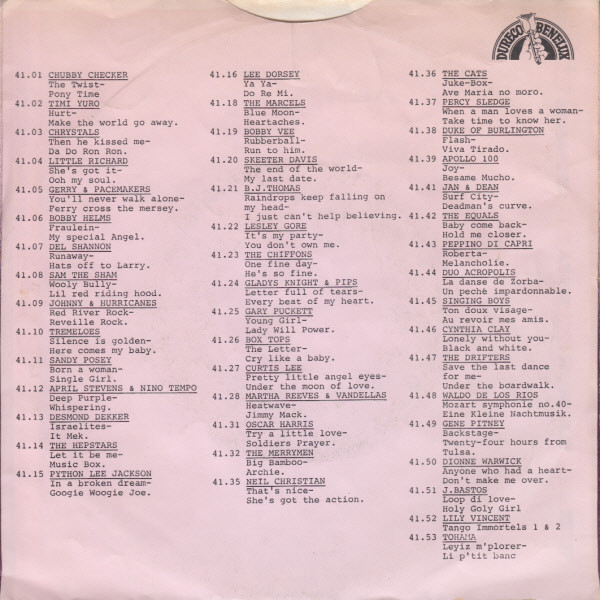 DURECO BENELUX
41.01 CHUBBY CHECKER
The Twist-
Pony Time
41.02 TIMI YURO
Hurt-
Make the world go away.
41.03 CHRYSTALS
Then he kissed me-
Da Do Ron Ron.
41.04 LITTLE RICHARD
She's got it-
Ooh my soul.
41.05 GERRY & PACEMAKERS
You'll never walk alone-
Ferry cross the mersey.
41.06 BOBBY HELMS
Fraulein-
My special Angel.
41.07 DEL SHANNON
Runaway-
Hats off to Larry.
41.08 SAM THE SHAM
Wooly Bully-
Lil red riding hood.
41.09 JOHNNY & HURRICANES
Red River Rock-
Reveille Rock.
41.10 TREMELOES
Silence is golden-
Here comes my baby.
41.11 SANDY POSEY
Born a woman-
Single Girl.
41.12 APRIL STEVENS & NINO TEMPO
Deep Purple-
Whispering.
41.13 DESMOND DEKKER
Israelites-
It Mek.
41.14 THE HEPSTARS
Let it be me-
Music Box.
41.15 PYTHON LEE JACKSON
In a broken dream-
Googie Woogie Joe.
41.16 LEE DORSEY
Ya Ya-
Do Re Mi.
41.18 THE MARCELS
Blue Moon-
Heartaches.
41.19 BOBBY VEE
Rubberball-
Run to him.
41.20 SKEETER DAVIS
The end of the world-
My last date.
41.21 B.J.THOMAS
Raindrops keep falling on
my head-
I just can't help believing.
41.22 LESLEY GORE
It's my party-
You don't own me.
41.23 THE CHIFFONS
One fine day-
He's so fine.
41.24 GLADYS KNIGHT & PIPS
Letter full of tears-
Every beat of my heart.
41.25 GARY PUCKETT
Young Girl-
Lady Will Power.
41.26 BOX TOPS
The Letter-
Cry like a baby.
41.27 CURTIS LEE
Pretty little angel eyes-
Under the moon of love.
41.28 MARTHA REEVES & VANDELLAS
Heatwave-
Jimmy Mack.
41.31 OSCAR HARRIS
Try a little love-
Soldiers Prayer.
41.32 THE MERRYMEN
Big Bamboo-
Archie.
41.35 NEIL CHRISTIAN
That's nice-
She's got the action.
41.36 THE CATS
Juke-Box-
Ave Maria no moro.
41.37 PERCY SLEDGE
When a man loves a woman-
Take time to know her.
41.38 DUKE OF BURLINGTON
Flash-
Viva Tirado.
41.39 APOLLO 100
Joy-
Besame Mucho.
41.41 JAN & DEAN
Surf City-
Deadman's curve.
41.42 THE EQUALS
Baby come back-
Hold me closer.
41.43 PEPPINO DI CAPRI
Roberta-
Melancholie.
41.44 DUO ACROPOLIS
La danse de Zorba-
Un pechè impardonnable.
41.45 SINGING BOYS
Ton doux visage-
Au revoir mes amis.
41.46 CYNTHIA CLAY
Lonely without you-
Black and white.
41.47 THE DRIFTERS
Save the last dance
for me-
Under the boardwalk.
41.48 WALDO DE LOS RIOS
Mozart symphonie no.40-
Eine Kleine Nachtmusik.
41.49 GENE PITNEY
Backstage-
Twenty-four hours from
Tulsa.
41.50 DIONNE WARWICK
Anyone who had a heart-
Don't make me over.
41.51 J.BASTOS
Loop di love-
Holy Goly Girl
41.52 LILY VINCENT
Tango Immortels 1 & 2
41.53 TOHAMA
Leyiz m'plorer-
Li p'tit banc